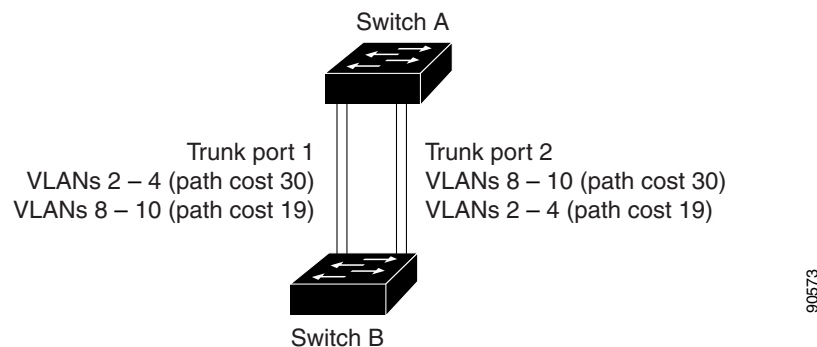 Switch A
Trunk port 1
VLANs 2 – 4 (path cost 30)
VLANs 8 – 10 (path cost 19)
Trunk port 2
VLANs 8 – 10 (path cost 30)
VLANs 2 – 4 (path cost 19)
Switch B
90573